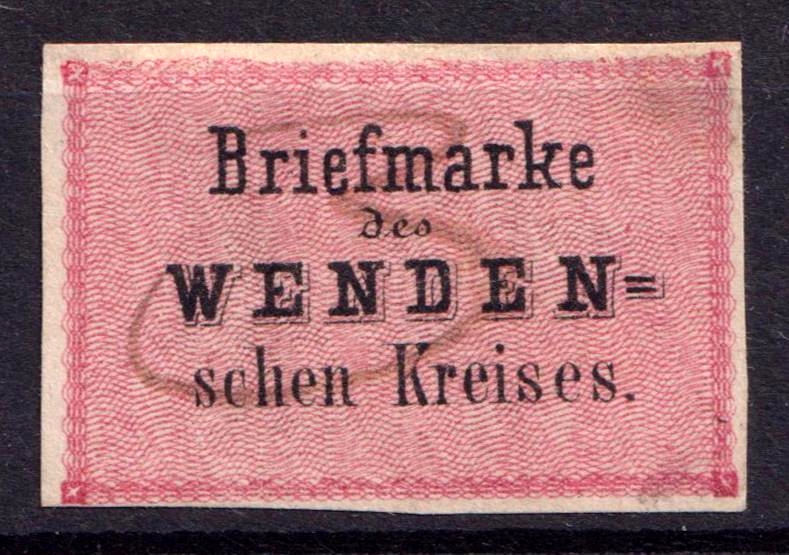 Briefmarke
des
WENDEN=
schen Kreises.